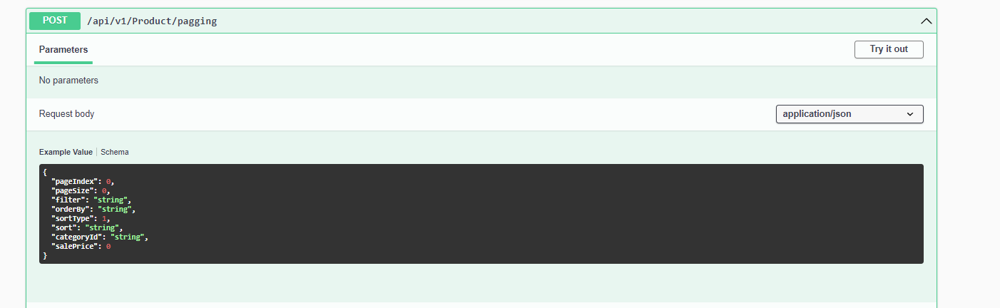 POST /api/v1/Product/pagging
Parameters
Try it out
No parameters
Request body
application/json
Example Value | Schema
{
"pageIndex": 0,
"pageSize": 0,
"filter": "string",
"orderBy": "string",
"sortType": 1,
"sort": "string",
"categoryId": "string",
"salePrice": 0
}